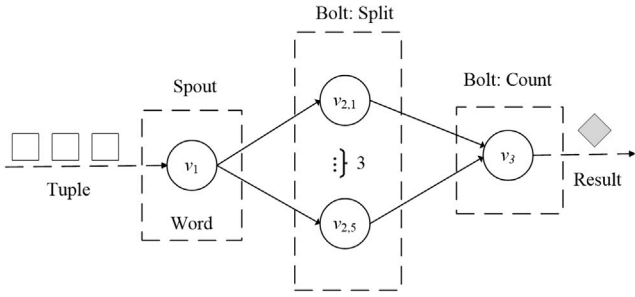 Bolt: Split
Spout
Bolt: Count
v2,1
v1
⋮} 3
v3
Tuple
Word
v2,5
Result